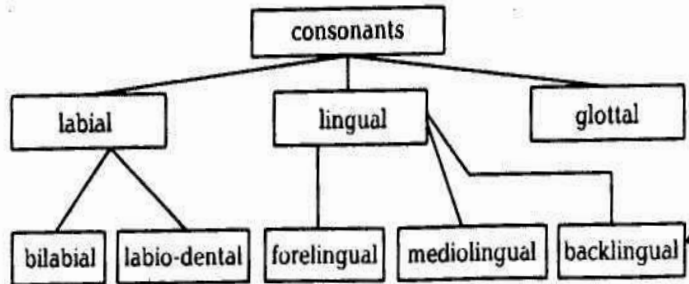 consonants
labial
lingual
glottal
bilabial
labio-dental
forelingual
mediolingual
backlingual